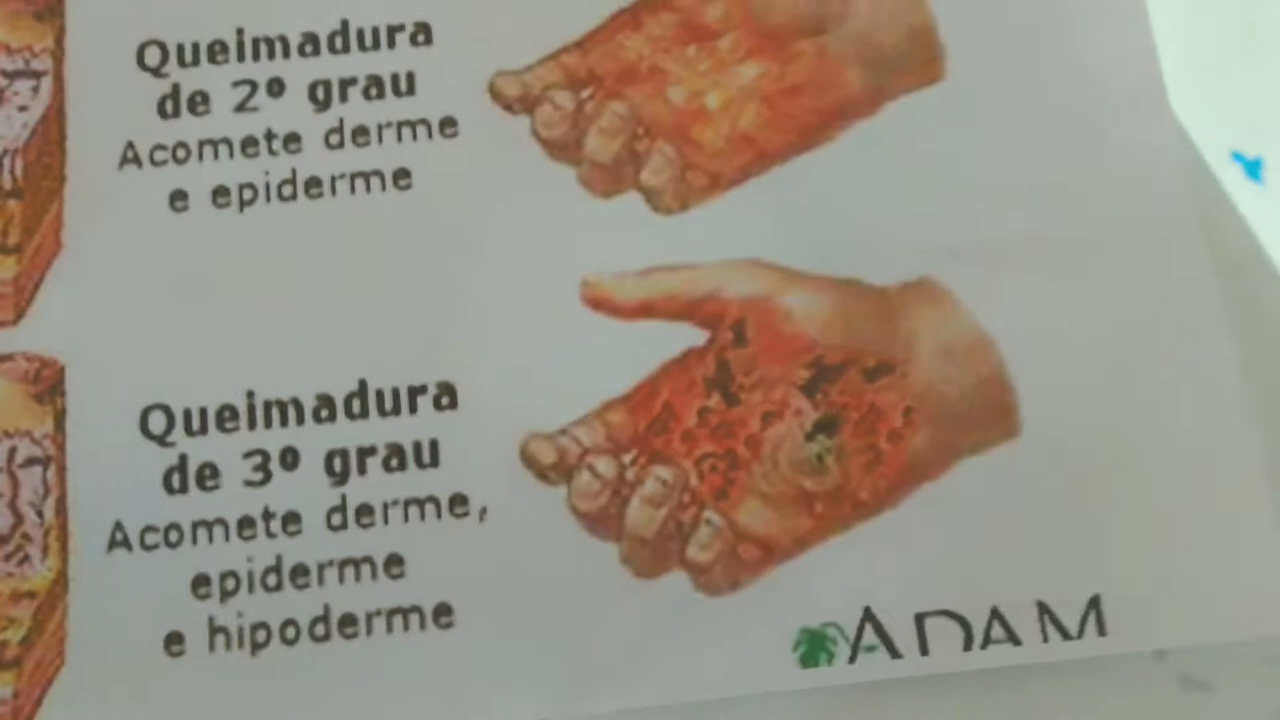 Queimadura
de 2º grau
Acomete derme
e epiderme
Queimadura
de 3º grau
Acomete derme,
epiderme
e hipoderme
ADAM